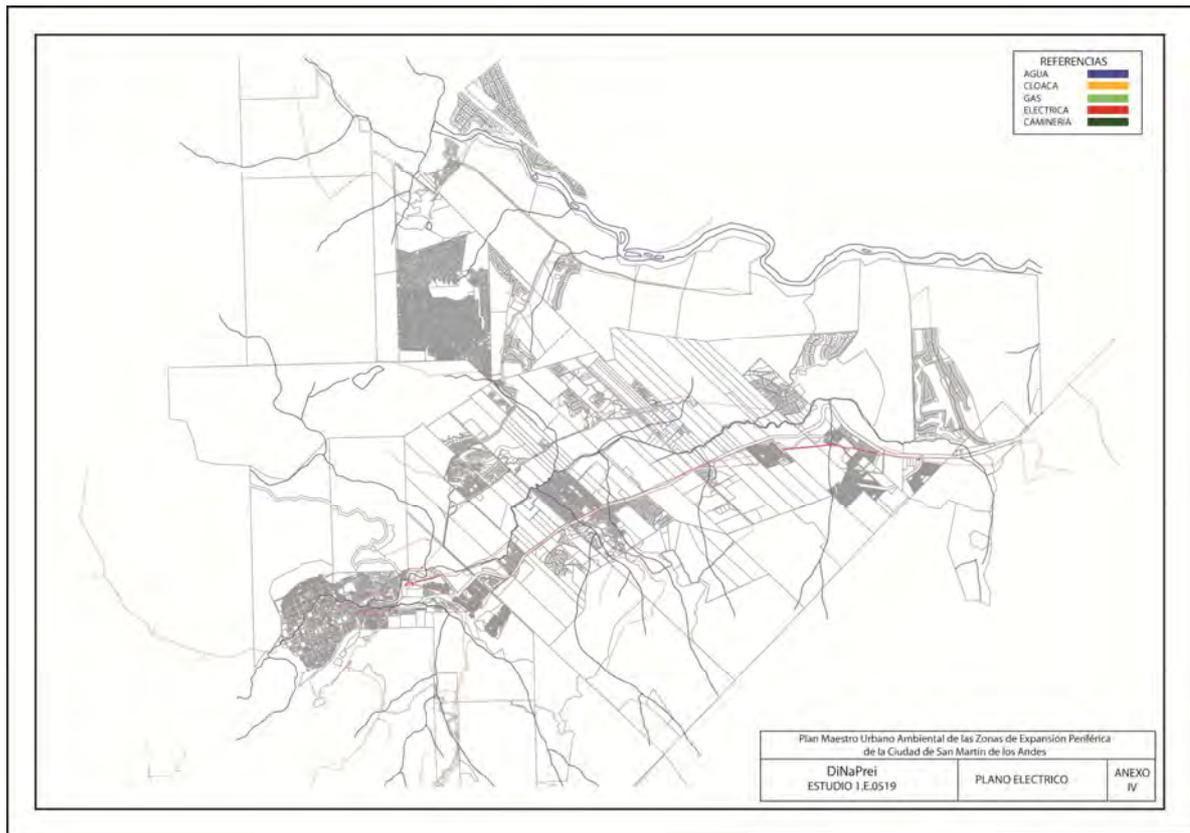 REFERENCIAS
AGUA
CLOACA
GAS
ELECTRICA
CAMINERIA
Plan Maestro Urbano Ambiental de las Zonas de Expansión Periférica
de la Ciudad de San Martín de los Andes
DiNaPrei
ESTUDIO 1.E.0519
PLANO ELECTRICO
ANEXO
IV